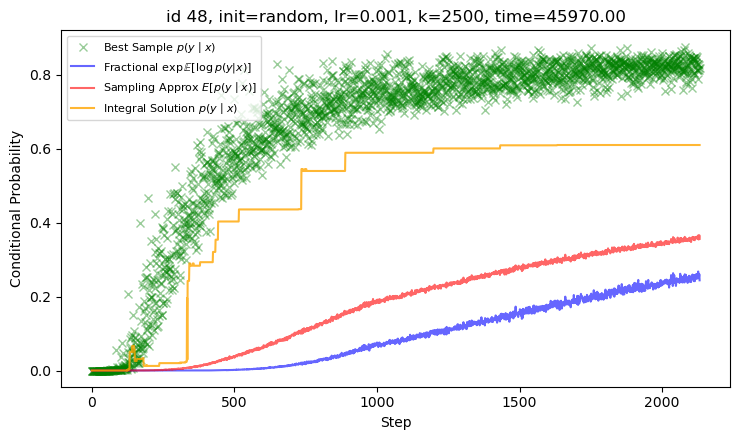 id 48, init=random, lr=0.001, k=2500, time=45970.00
Best Sample p(y | x)
Fractional exp 𝔼[log p(y|x)]
Sampling Approx E[p(y | x)]
Integral Solution p(y | x)
Conditional Probability
0.8
0.6
0.4
0.2
0.0
0 500 1000 1500 2000
Step